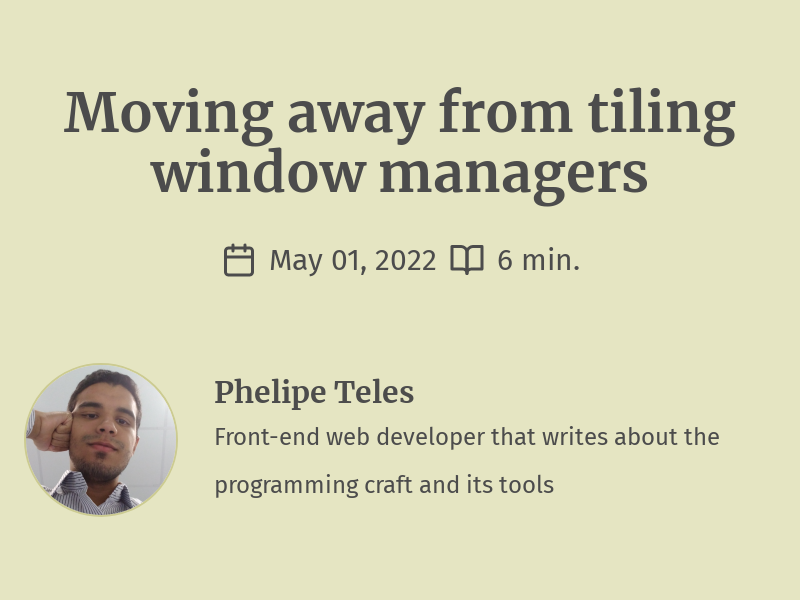 Moving away from tiling
window managers
May 01, 2022 6 min.
Phelipe Teles
Front-end web developer that writes about the
programming craft and its tools